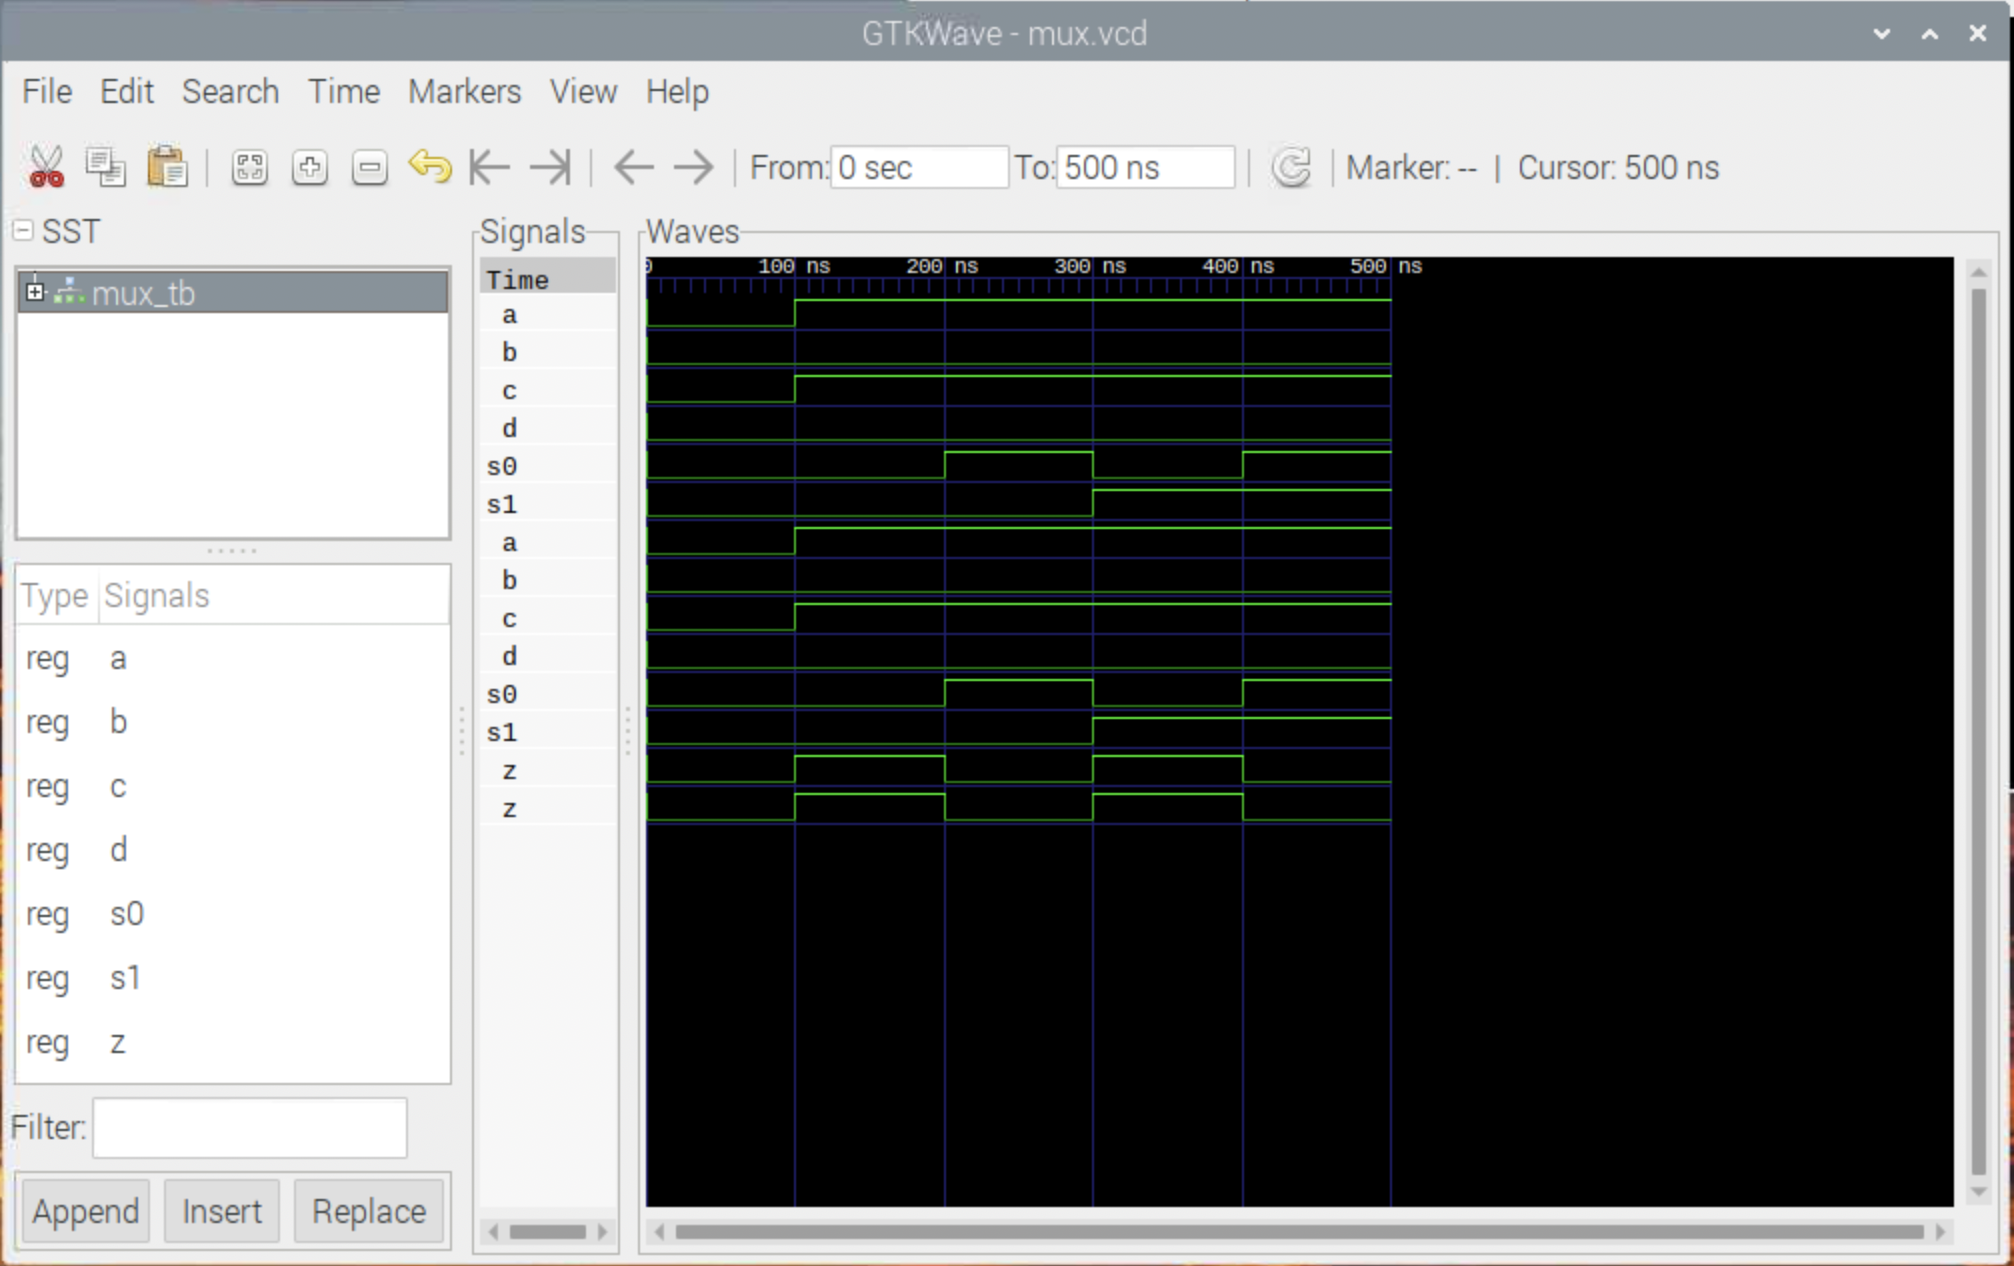 GTKWave - mux.vcd
File Edit Search Time Markers View Help
From: 0 sec To: 500 ns Marker: -- | Cursor: 500 ns
SST
mux_tb
Type Signals
reg a
reg b
reg c
reg d
reg s0
reg s1
reg z
Filter:
Append Insert Replace
Signals
Time
a
b
c
d
s0
s1
a
b
c
d
s0
s1
z
z
Waves
0 100 ns 200 ns 300 ns 400 ns 500 ns